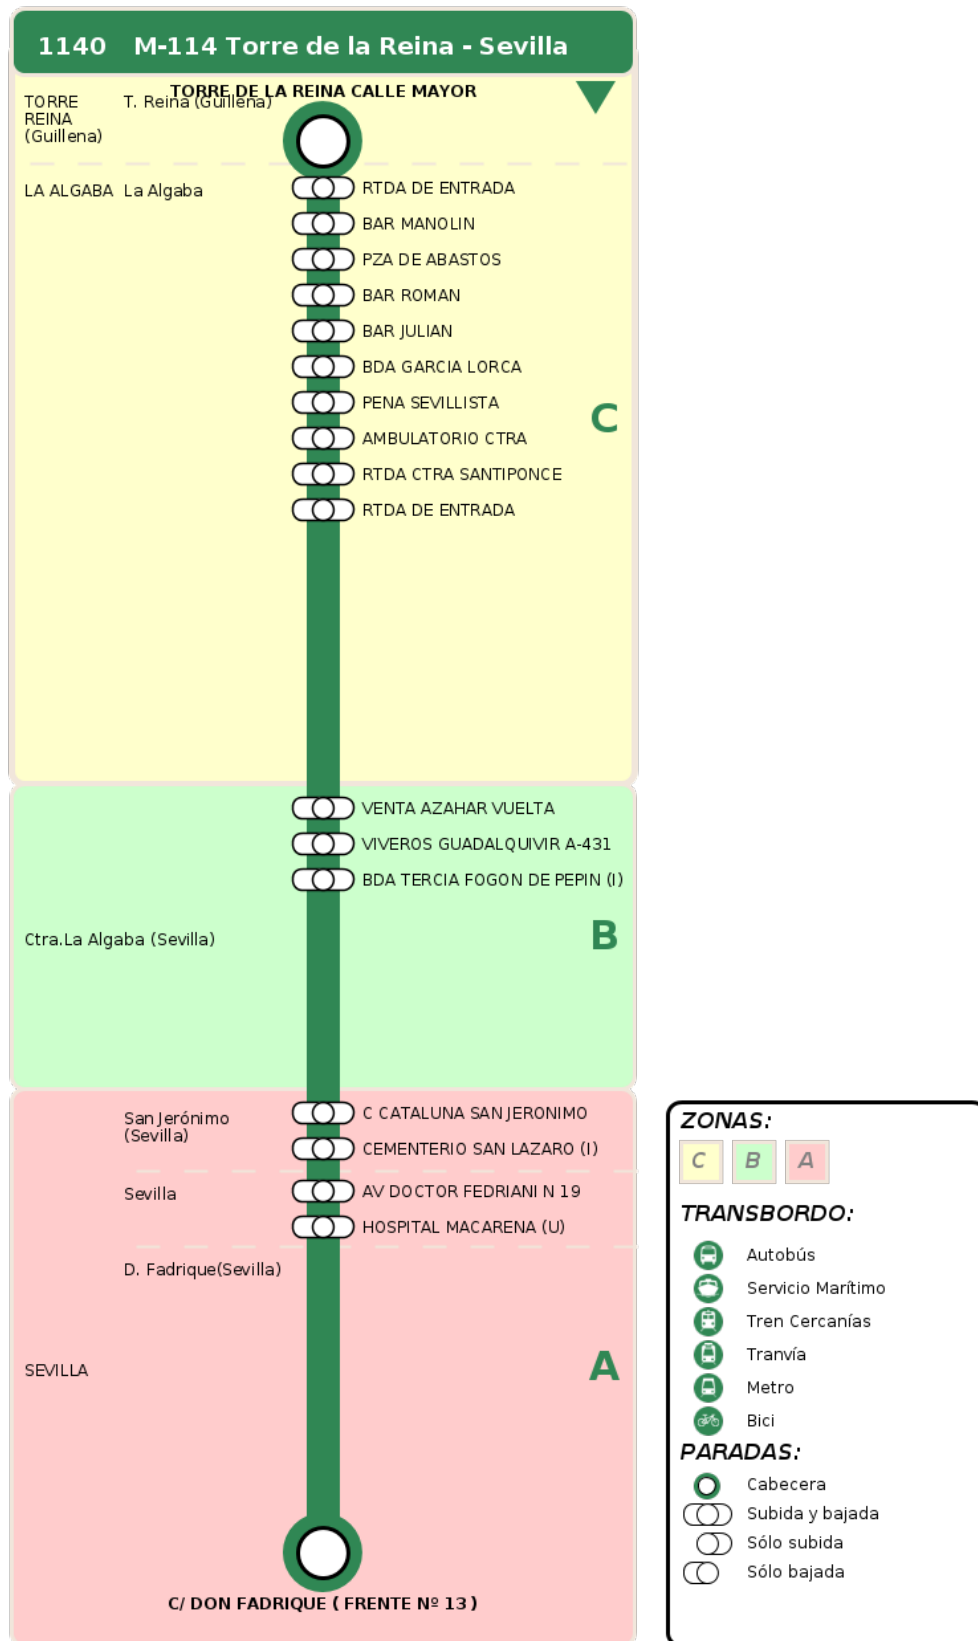 1140 M-114 Torre de la Reina - Sevilla
TORRE DE LA REINA CALLE MAYOR
TORRE
REINA
(Guillena)
T. Reina (Guillena)
LA ALGABA
La Algaba
RTDA DE ENTRADA
BAR MANOLIN
PZA DE ABASTOS
BAR ROMAN
BAR JULIAN
BDA GARCIA LORCA
PENA SEVILLISTA
AMBULATORIO CTRA
RTDA CTRA SANTIPONCE
RTDA DE ENTRADA
C
VENTA AZAHAR VUELTA
VIVEROS GUADALQUIVIR A-431
BDA TERCIA FOGON DE PEPIN (I)
Ctra.La Algaba (Sevilla)
B
San Jerónimo
(Sevilla)
C CATALUNA SAN JERONIMO
CEMENTERIO SAN LAZARO (I)
Sevilla
AV DOCTOR FEDRIANI N 19
HOSPITAL MACARENA (U)
D. Fadrique(Sevilla)
SEVILLA
A
C/ DON FADRIQUE ( FRENTE Nº 13 )
ZONAS:
C B A
TRANSBORDO:
Autobús
Servicio Marítimo
Tren Cercanías
Tranvía
Metro
Bici
PARADAS:
Cabecera
Subida y bajada
Sólo subida
Sólo bajada